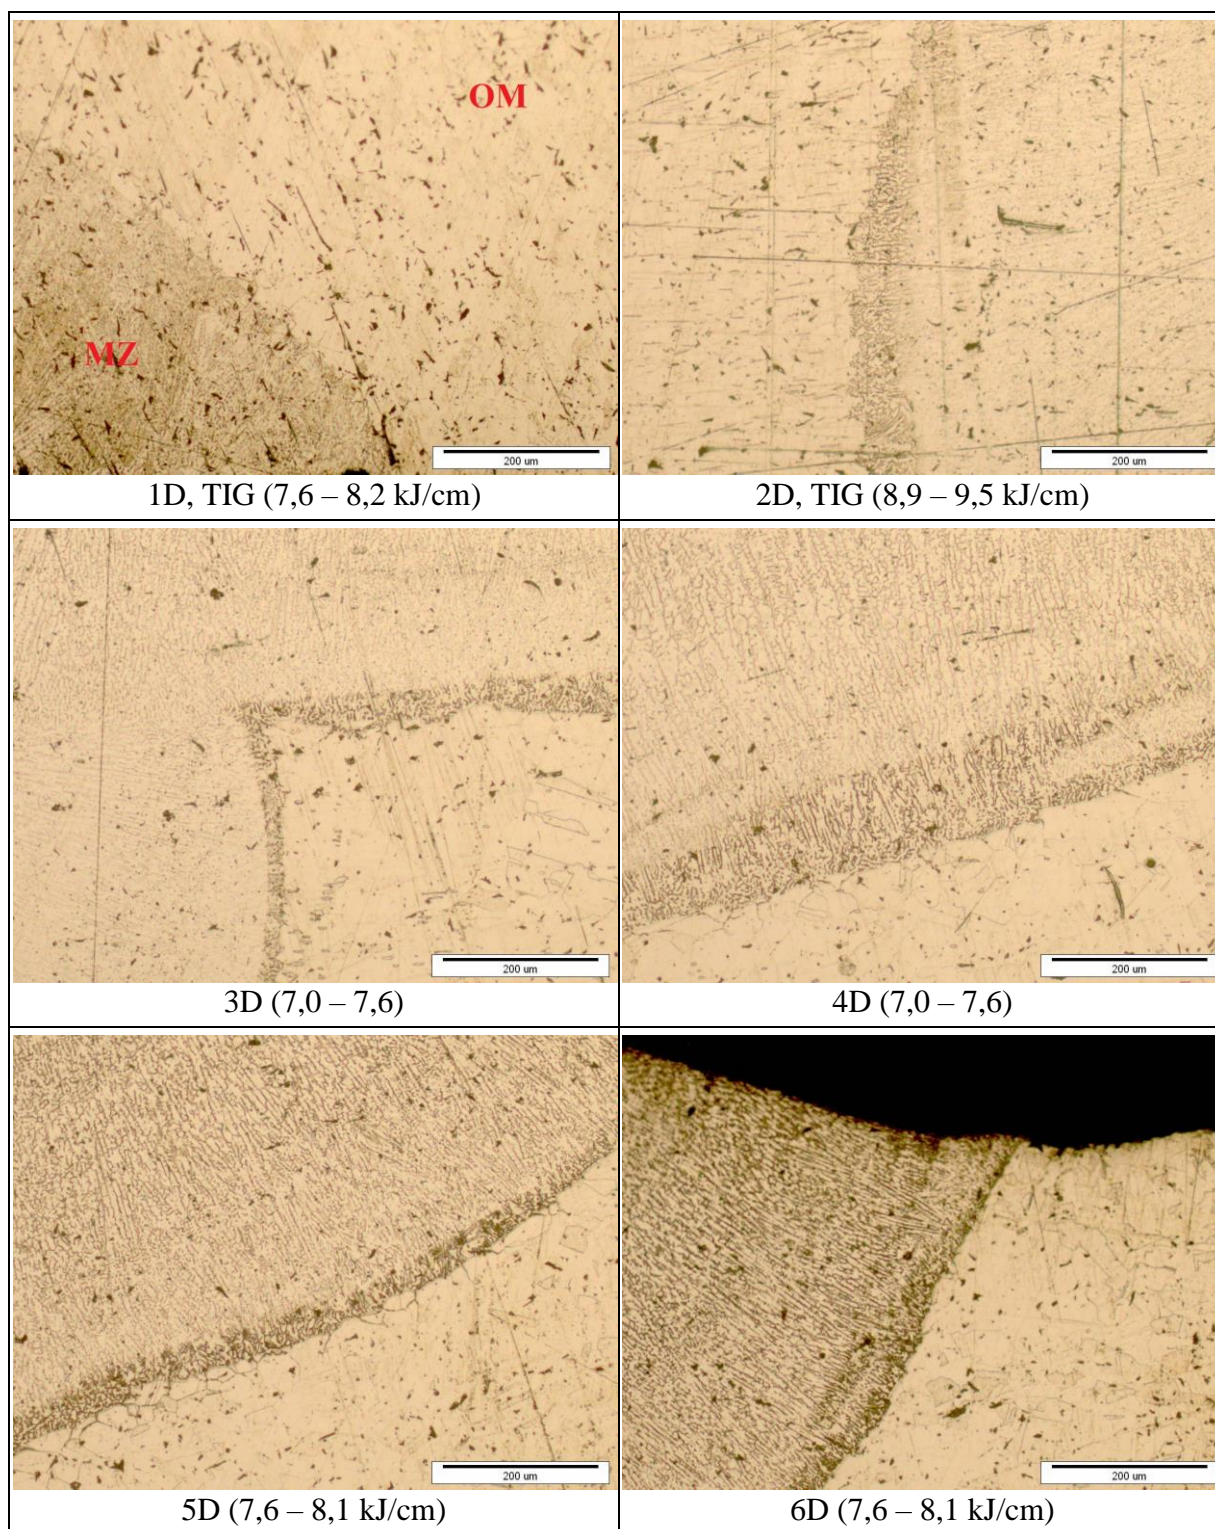 OM
MZ
200 um
200 um
1D, TIG (7,6 – 8,2 kJ/cm)
2D, TIG (8,9 – 9,5 kJ/cm)
200 um
200 um
3D (7,0 – 7,6)
4D (7,0 – 7,6)
200 um
200 um
5D (7,6 – 8,1 kJ/cm)
6D (7,6 – 8,1 kJ/cm)